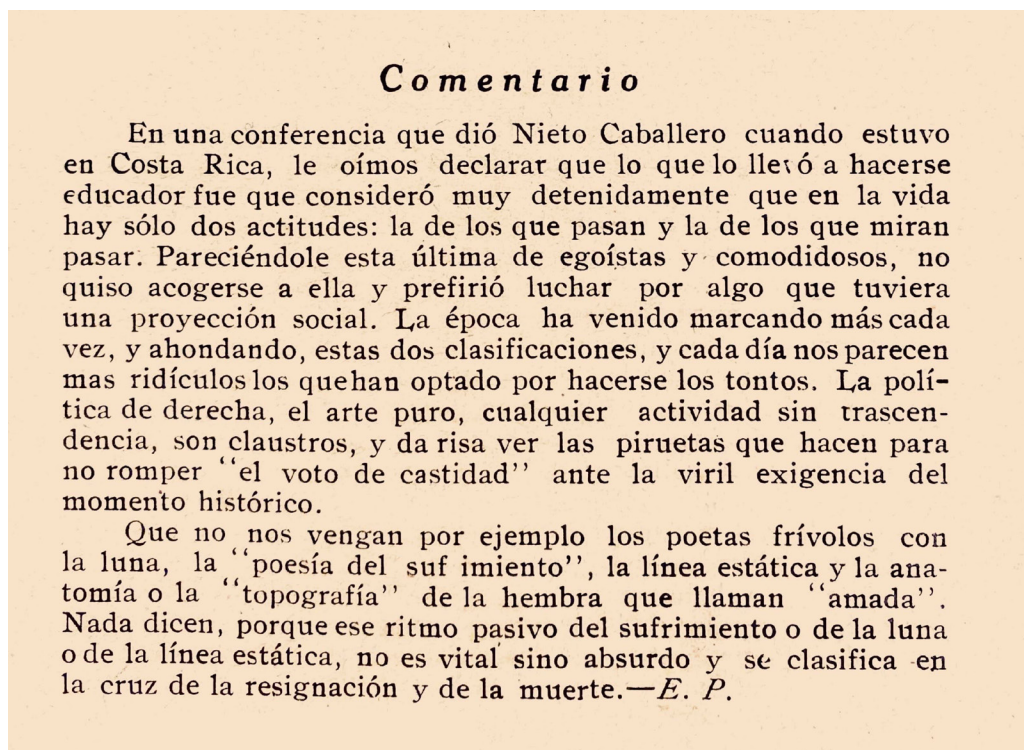 Comentario
En una conferencia que dió Nieto Caballero cuando estuvo
en Costa Rica, le oímos declarar que lo que lo llevó a hacerse
educador fue que consideró muy detenidamente que en la vida
hay sólo dos actitudes: la de los que pasan y la de los que miran
pasar. Pareciéndole esta última de egoístas y comodidosos, no
quiso acogerse a ella y prefirió luchar por algo que tuviera
una proyección social. La época ha venido marcando más cada
vez, y ahondando, estas dos clasificaciones, y cada día nos parecen
mas ridículos los que han optado por hacerse los tontos. La polí-
tica de derecha, el arte puro, cualquier actividad sin trascen-
dencia, son claustros, y da risa ver las piruetas que hacen para
no romper ‘‘el voto de castidad’’ ante la viril exigencia del
momento histórico.
Que no nos vengan por ejemplo los poetas frívolos con
la luna, la ‘‘poesía del suf imiento’’, la línea estática y la ana-
tomía o la ‘‘topografía’’ de la hembra que llaman ‘‘amada’’.
Nada dicen, porque ese ritmo pasivo del sufrimiento o de la luna
o de la línea estática, no es vital sino absurdo y se clasifica en
la cruz de la resignación y de la muerte.—E. P.